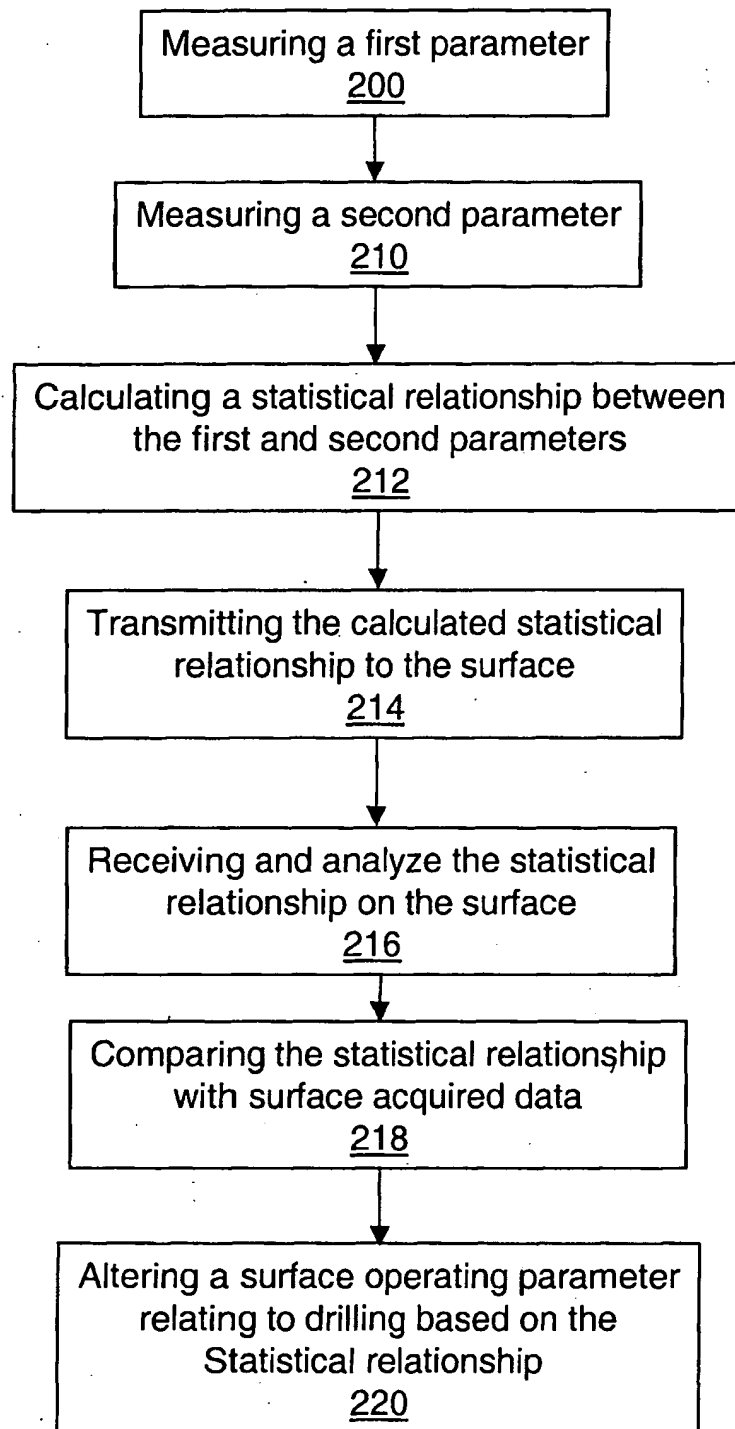 Measuring a first parameter
200
Measuring a second parameter
210
Calculating a statistical relationship between
the first and second parameters
212
Transmitting the calculated statistical
relationship to the surface
214
Receiving and analyze the statistical
relationship on the surface
216
Comparing the statistical relationship
with surface acquired data
218
Altering a surface operating parameter
relating to drilling based on the
Statistical relationship
220